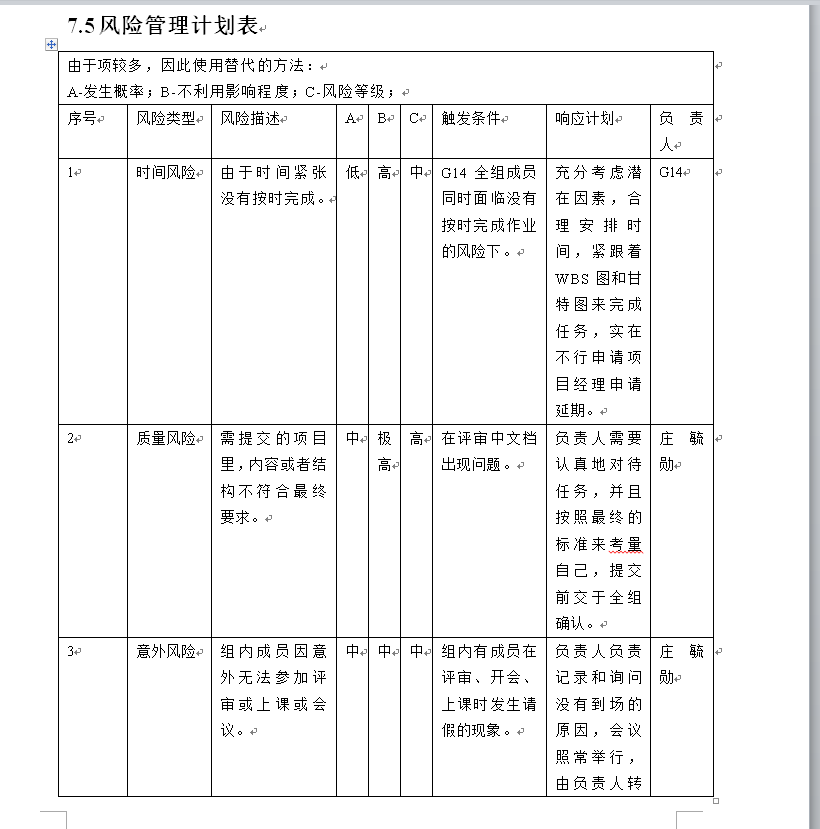 7.5风险管理计划表
由于项较多，因此使用替代的方法：
A-发生概率；B-不利用影响程度；C-风险等级；
序号 风险类型 风险描述 A B C 触发条件 响应计划 负责
人
1 时间风险 由于时间紧张 低 高 中 G14 全组成员 充分考虑潜 G14
没有按时完成。 同时面临没有 在因素，合
按时完成作业 理安排时
的风险下。 间，紧跟着
WBS 图和甘
特图来完成
任务，实在
不行申请项
目经理申请
延期。
2 质量风险 需提交的项目 中 极 高 在评审中文档 负责人需要 庄毓
里，内容或者结 高 出现问题。 认真地对待 勋
构不符合最终 任务，并且
要求。 按照最终的
标准来考量
自己，提交
前交于全组
确认。
3 意外风险 组内成员因意 中 中 中 组内有成员在 负责人负责 庄毓
外无法参加评 评审、开会、 记录和询问 勋
审或上课或会 上课时发生请 没有到场的
议。 假的现象。 原因，会议
照常举行，
由负责人转